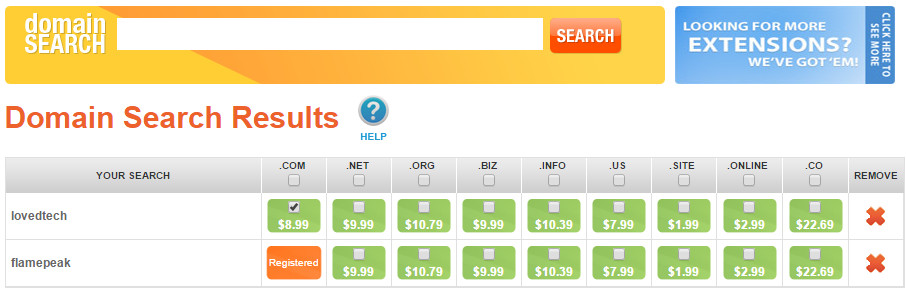 domain
SEARCH
SEARCH
LOOKING FOR MORE
EXTENSIONS?
WE'VE GOT 'EM!
CLICK HERE TO
SEE MORE
Domain Search Results
?
HELP
YOUR SEARCH .COM .NET .ORG .BIZ .INFO .US .SITE .ONLINE .CO REMOVE
lovedtech $8.99 $9.99 $10.79 $9.99 $10.39 $7.99 $1.99 $2.99 $22.69
flamepeak Registered $9.99 $10.79 $9.99 $10.39 $7.99 $1.99 $2.99 $22.69